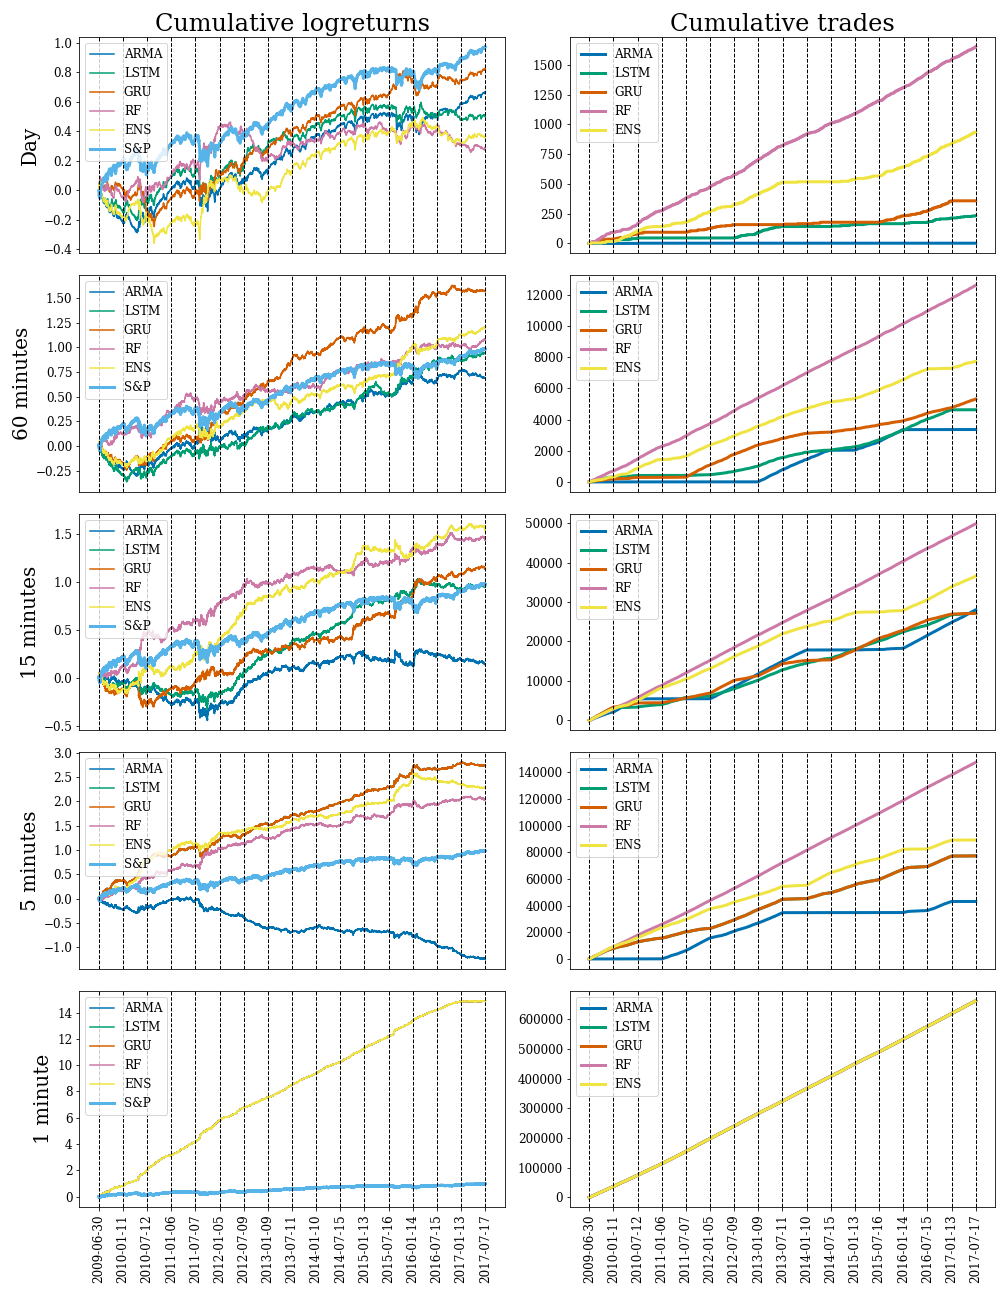 Cumulative logreturns
Cumulative trades
Day
1.0
0.8
0.6
0.4
0.2
0.0
−0.2
−0.4
ARMA
LSTM
GRU
RF
ENS
S&P
1500
1250
1000
750
500
250
0
ARMA
LSTM
GRU
RF
ENS
60 minutes
1.50
1.25
1.00
0.75
0.50
0.25
0.00
−0.25
ARMA
LSTM
GRU
RF
ENS
S&P
12000
10000
8000
6000
4000
2000
0
ARMA
LSTM
GRU
RF
ENS
15 minutes
1.5
1.0
0.5
0.0
−0.5
ARMA
LSTM
GRU
RF
ENS
S&P
50000
40000
30000
20000
10000
0
ARMA
LSTM
GRU
RF
ENS
5 minutes
3.0
2.5
2.0
1.5
1.0
0.5
0.0
−0.5
−1.0
ARMA
LSTM
GRU
RF
ENS
S&P
140000
120000
100000
80000
60000
40000
20000
0
ARMA
LSTM
GRU
RF
ENS
1 minute
14
12
10
8
6
4
2
0
ARMA
LSTM
GRU
RF
ENS
S&P
600000
500000
400000
300000
200000
100000
0
ARMA
LSTM
GRU
RF
ENS
2009-06-30
2010-01-11
2010-07-12
2011-01-06
2011-07-07
2012-01-05
2012-07-09
2013-01-09
2013-07-11
2014-01-10
2014-07-15
2015-01-13
2015-07-16
2016-01-14
2016-07-15
2017-01-13
2017-07-17
2009-06-30
2010-01-11
2010-07-12
2011-01-06
2011-07-07
2012-01-05
2012-07-09
2013-01-09
2013-07-11
2014-01-10
2014-07-15
2015-01-13
2015-07-16
2016-01-14
2016-07-15
2017-01-13
2017-07-17